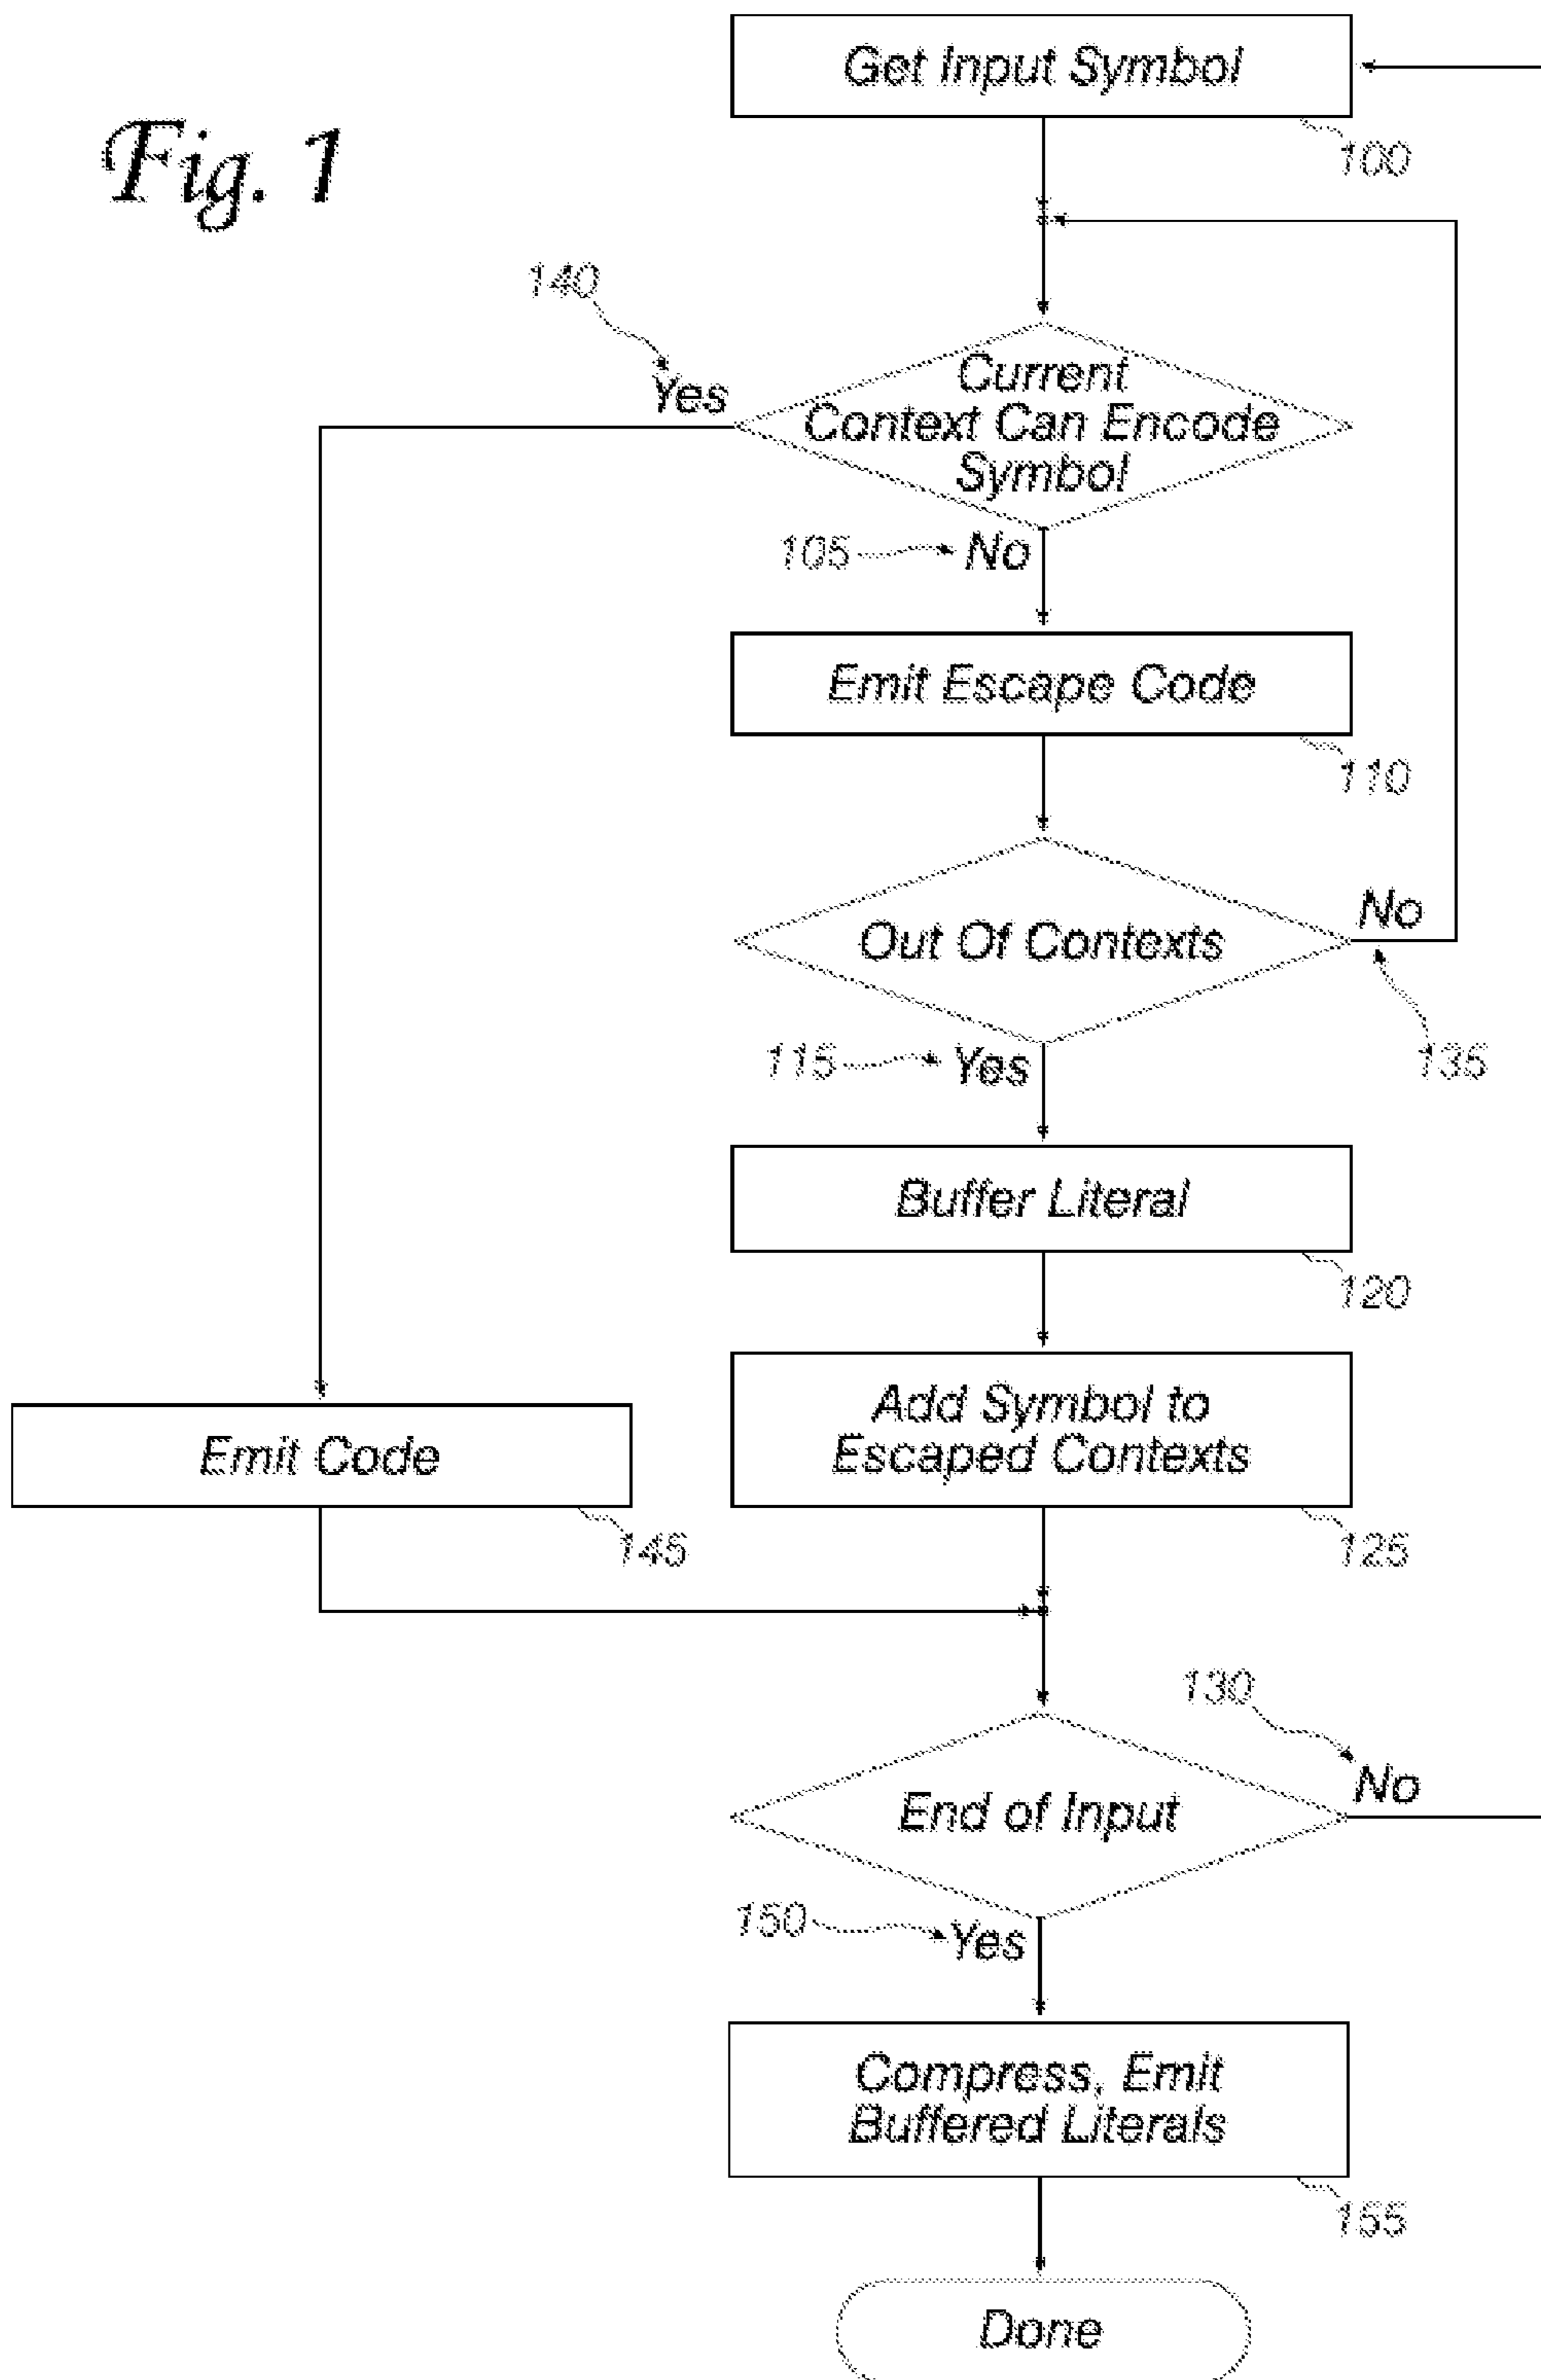 Fig. 1
Get Input Symbol
100
140
Yes
Current
Context Can Encode
Symbol
105
No
Emit Escape Code
110
Out Of Contexts
No
135
115
Yes
Buffer Literal
120
Add Symbol to
Escaped Contexts
125
Emit Code
145
130
No
End of Input
150
Yes
Compress, Emit
Buffered Literals
155
Done